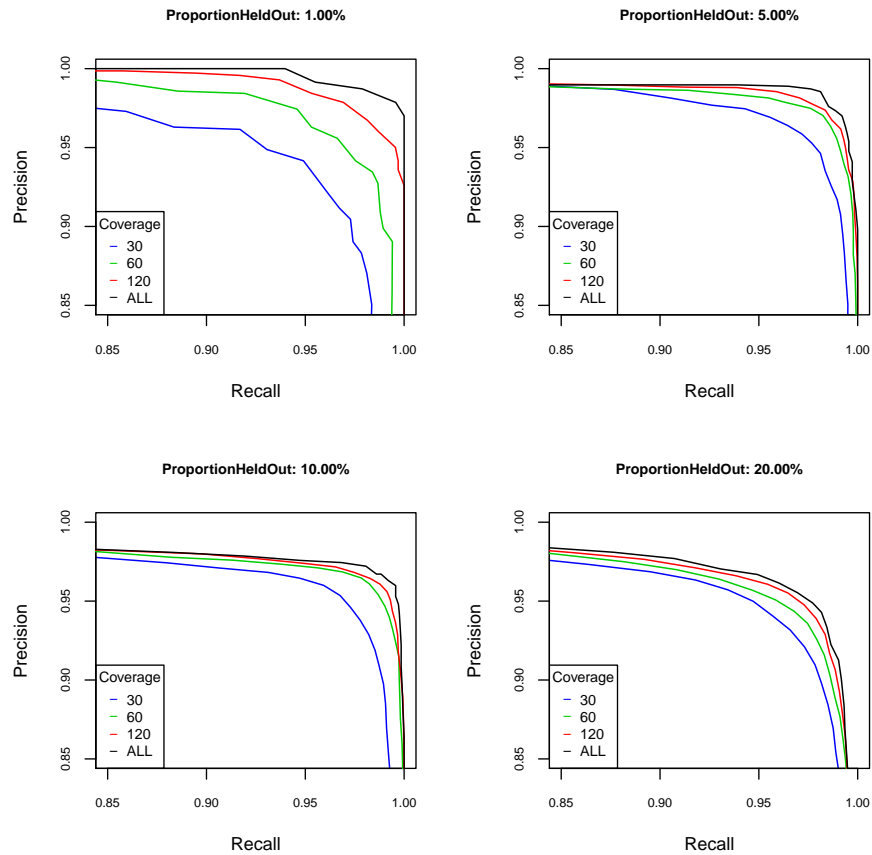 ProportionHeldOut: 1.00%
Precision
1.00
0.95
0.90
0.85
Coverage
30
60
120
ALL
0.85 0.90 0.95 1.00
Recall
ProportionHeldOut: 5.00%
Precision
1.00
0.95
0.90
0.85
Coverage
30
60
120
ALL
0.85 0.90 0.95 1.00
Recall
ProportionHeldOut: 10.00%
Precision
1.00
0.95
0.90
0.85
Coverage
30
60
120
ALL
0.85 0.90 0.95 1.00
Recall
ProportionHeldOut: 20.00%
Precision
1.00
0.95
0.90
0.85
Coverage
30
60
120
ALL
0.85 0.90 0.95 1.00
Recall